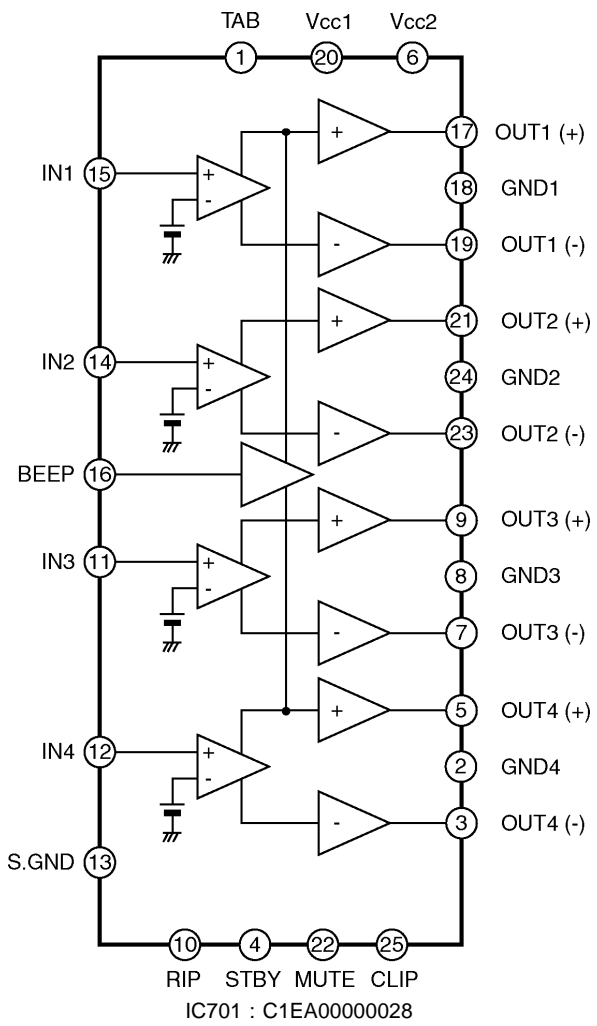 TAB Vcc1 Vcc2
1 20 6
+ 17 OUT1 (+)
IN1 15 + -
18 GND1
- 19 OUT1 (-)
+ 21 OUT2 (+)
IN2 14 + -
24 GND2
- 23 OUT2 (-)
BEEP 16
+ 9 OUT3 (+)
IN3 11 + -
8 GND3
- 7 OUT3 (-)
+ 5 OUT4 (+)
IN4 12 + -
2 GND4
- 3 OUT4 (-)
S.GND 13
10 4 22 25
RIP STBY MUTE CLIP
IC701 : C1EA00000028